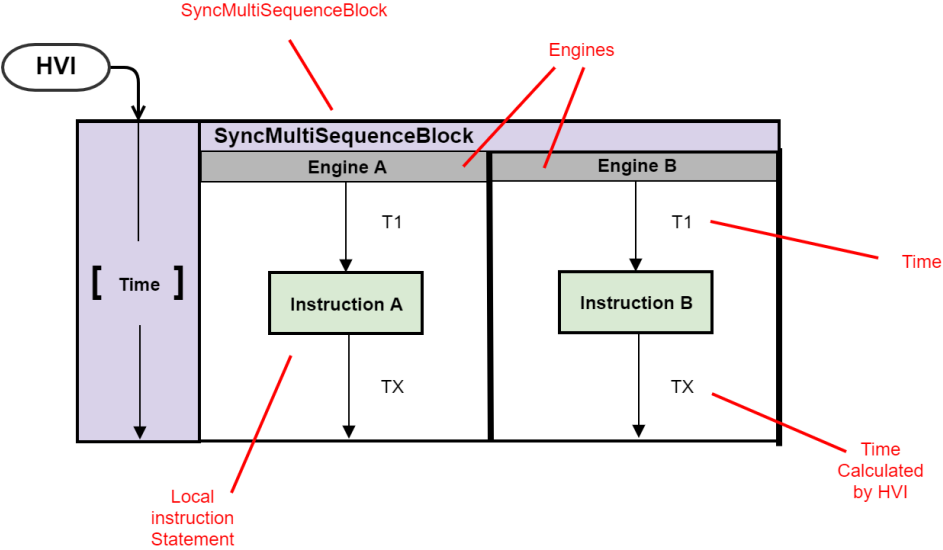 SyncMultiSequenceBlock
Engines
HVI
SyncMultiSequenceBlock
Engine A
Engine B
T1
T1
Time
[ Time ]
Instruction A
Instruction B
TX
TX
Time
Calculated
by HVI
Local
instruction
Statement